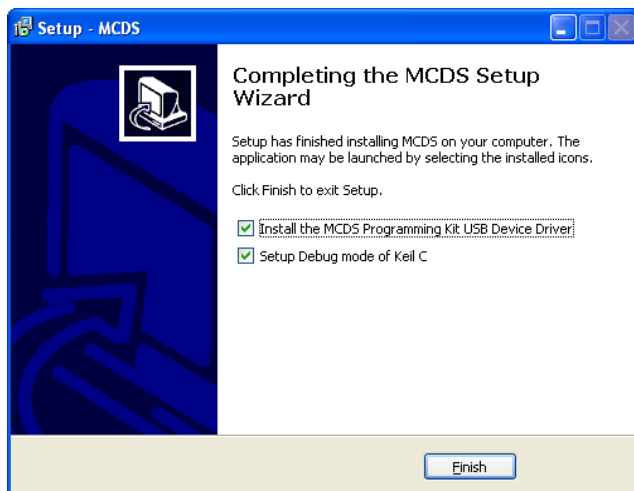 Setup - MCDS
Completing the MCDS Setup
Wizard
Setup has finished installing MCDS on your computer. The
application may be launched by selecting the installed icons.
Click Finish to exit Setup.
Install the MCDS Programming Kit USB Device Driver
Setup Debug mode of Keil C
Finish